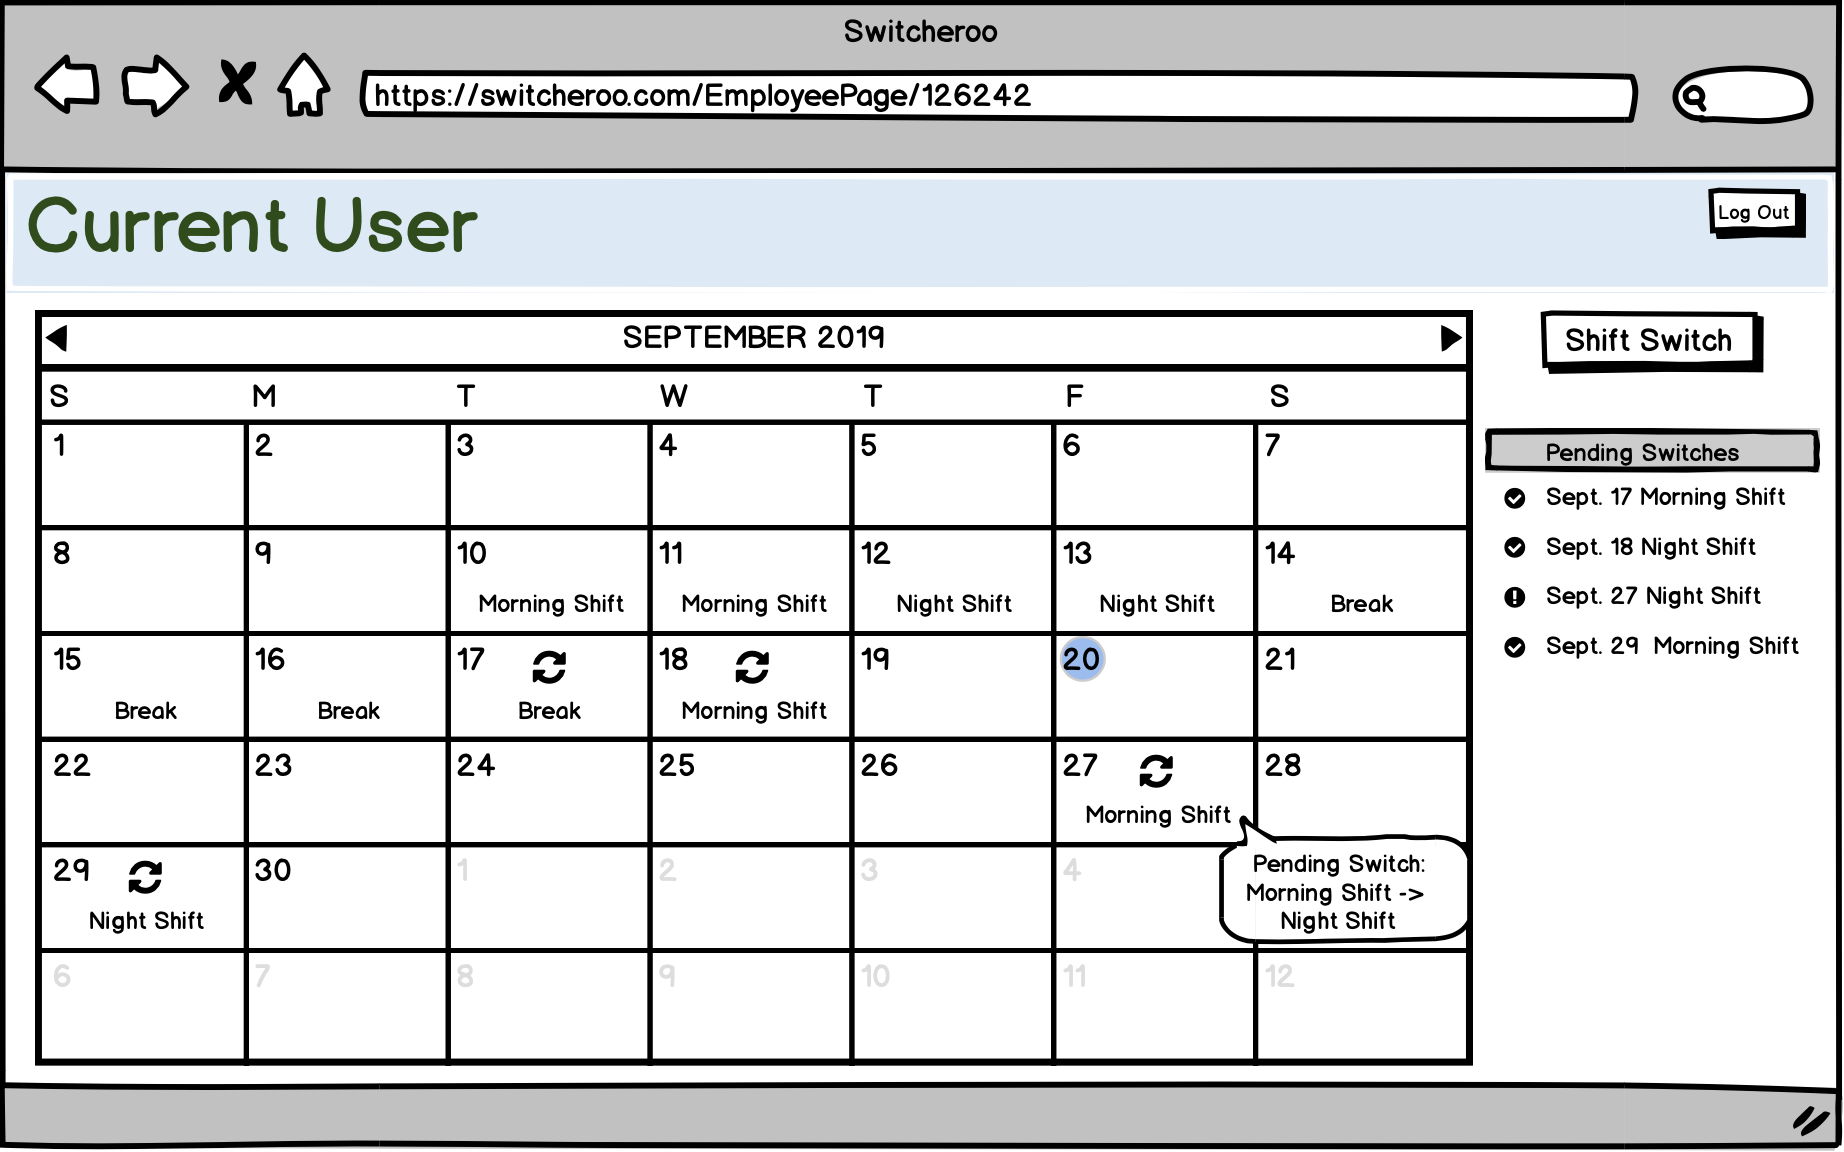 Switcheroo
https://switcheroo.com/EmployeePage/126242
Current User
Log Out
SEPTEMBER 2019
Shift Switch
S M T W T F S
1 2 3 4 5 6 7
Pending Switches
Sept. 17 Morning Shift
Sept. 18 Night Shift
Sept. 27 Night Shift
Sept. 29 Morning Shift
8 9 10 11 12 13 14
Morning Shift Morning Shift Night Shift Night Shift Break
15 16 17 18 19 20 21
Break Break Break Morning Shift
22 23 24 25 26 27 28
Morning Shift
29 30 1 2 3 4
Night Shift
Pending Switch:
Morning Shift ->
Night Shift
6 7 8 9 10 11 12